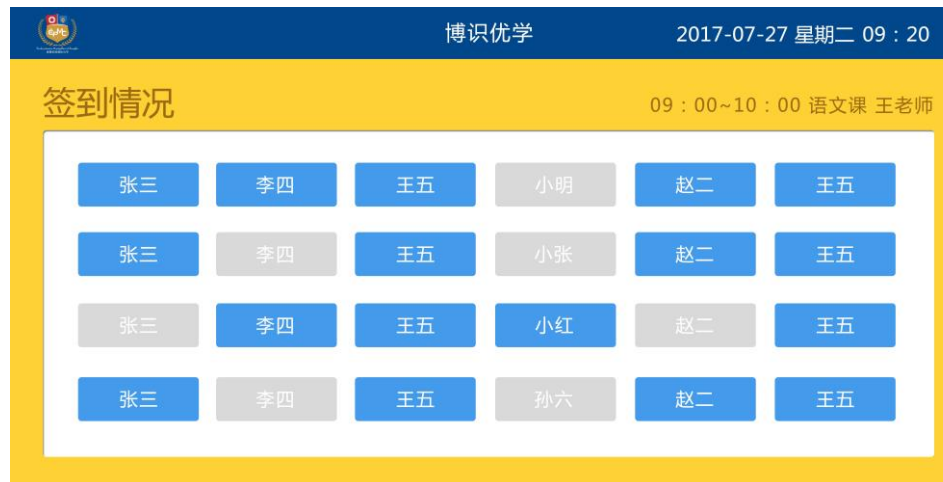 博识优学 2017-07-27 星期二 09：20
签到情况 09：00~10：00 语文课 王老师
张三 李四 王五 小明 赵二 王五
张三 李四 王五 小张 赵二 王五
张三 李四 王五 小红 赵二 王五
张三 李四 王五 孙六 赵二 王五